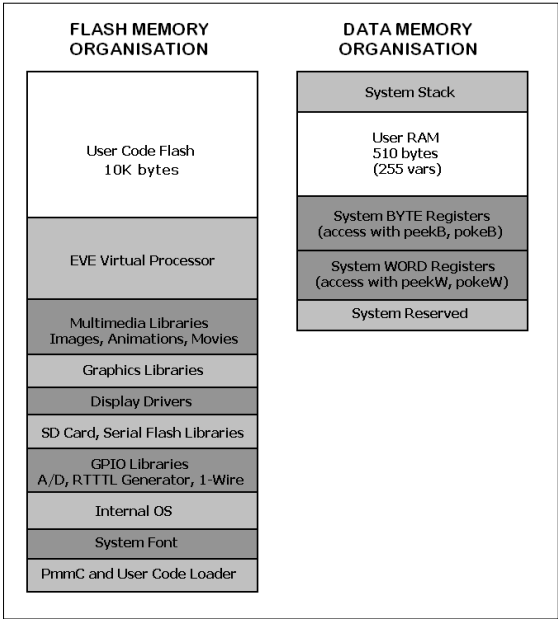 FLASH MEMORY
ORGANISATION
User Code Flash
10K bytes
EVE Virtual Processor
Multimedia Libraries
Images, Animations, Movies
Graphics Libraries
Display Drivers
SD Card, Serial Flash Libraries
GPIO Libraries
A/D, RTTTL Generator, 1-Wire
Internal OS
System Font
PmmC and User Code Loader
DATA MEMORY
ORGANISATION
System Stack
User RAM
510 bytes
(255 vars)
System BYTE Registers
(access with peekB, pokeB)
System WORD Registers
(access with peekW, pokeW)
System Reserved